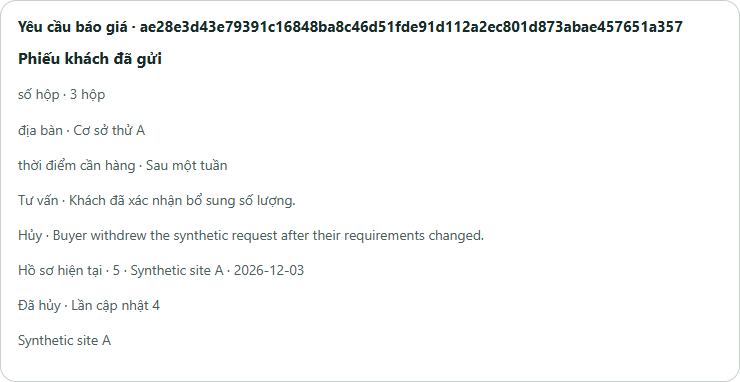 Yêu cầu báo giá · ae28e3d43e79391c16848ba8c46d51fde91d112a2ec801d873abae457651a357
Phiếu khách đã gửi
số hộp · 3 hộp
địa bàn · Cơ sở thử A
thời điểm cần hàng · Sau một tuần
Tư vấn · Khách đã xác nhận bổ sung số lượng.
Hủy · Buyer withdrew the synthetic request after their requirements changed.
Hồ sơ hiện tại · 5 · Synthetic site A · 2026-12-03
Đã hủy · Lần cập nhật 4
Synthetic site A